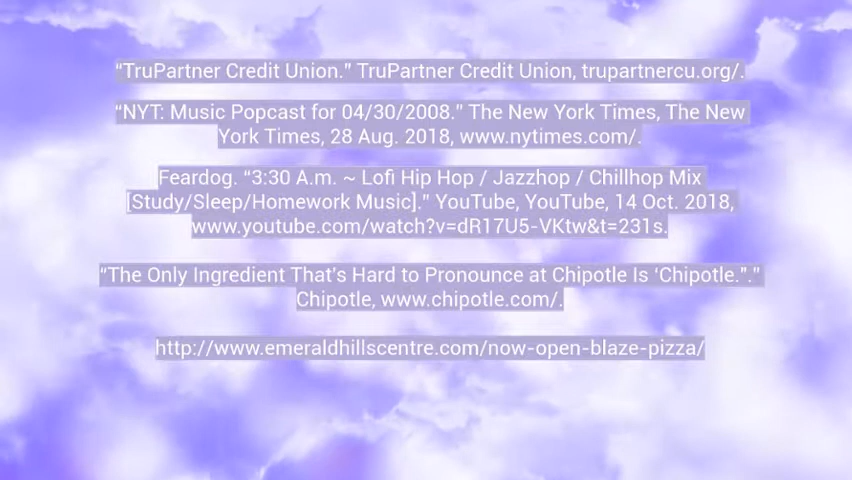 “TruPartner Credit Union.” TruPartner Credit Union, trupartnercu.org/.
“NYT: Music Popcast for 04/30/2008.” The New York Times, The New
York Times, 28 Aug. 2018, www.nytimes.com/.
Feardog. “3:30 A.m. ~ Lofi Hip Hop / Jazzhop / Chillhop Mix
[Study/Sleep/Homework Music].” YouTube, YouTube, 14 Oct. 2018,
www.youtube.com/watch?v=dR17U5-VKtw&t=231s.
“The Only Ingredient That's Hard to Pronounce at Chipotle Is ‘Chipotle.”.”
Chipotle, www.chipotle.com/.
http://www.emeraldhillscentre.com/now-open-blaze-pizza/